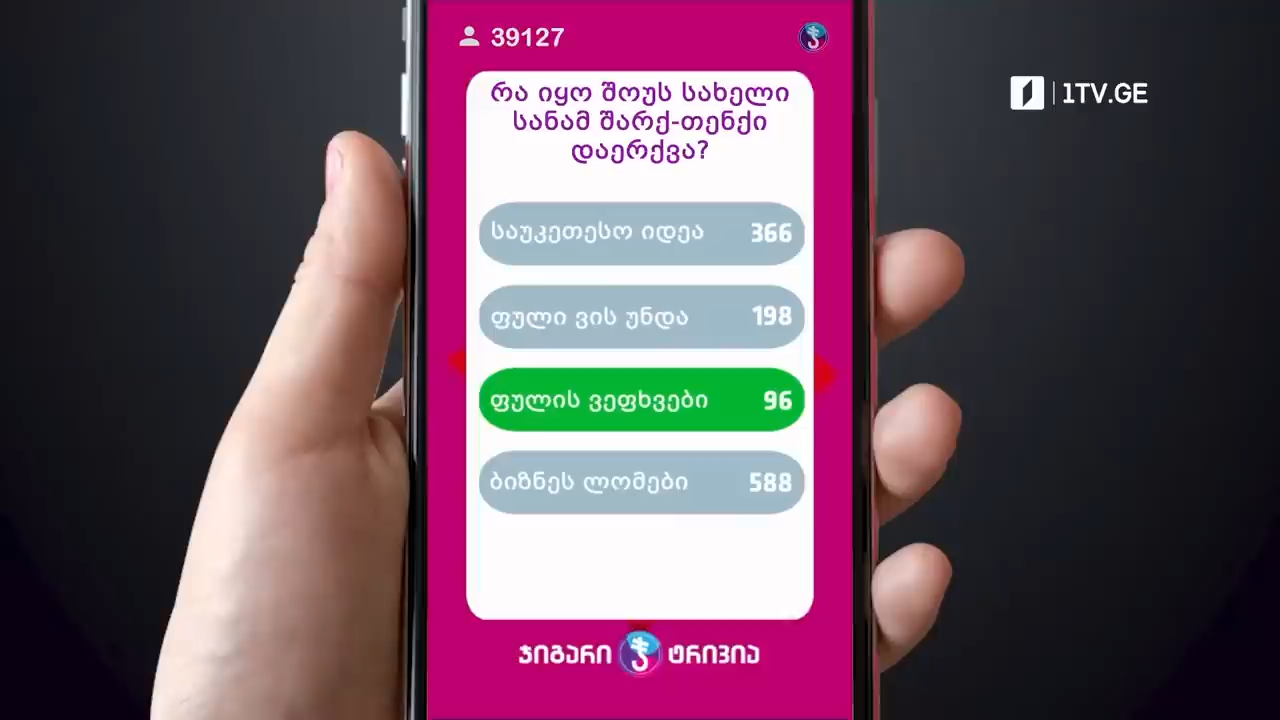 39127
1TV.GE
რა იყო შოუს სახელი
სანამ შარქ-თენქი
დაერქვა?
საუკეთესო იდეა 366
ფული ვის უნდა 198
ფულის ვეფხვები 96
ბიზნეს ლომები 588
ჯიგარი ტრივია